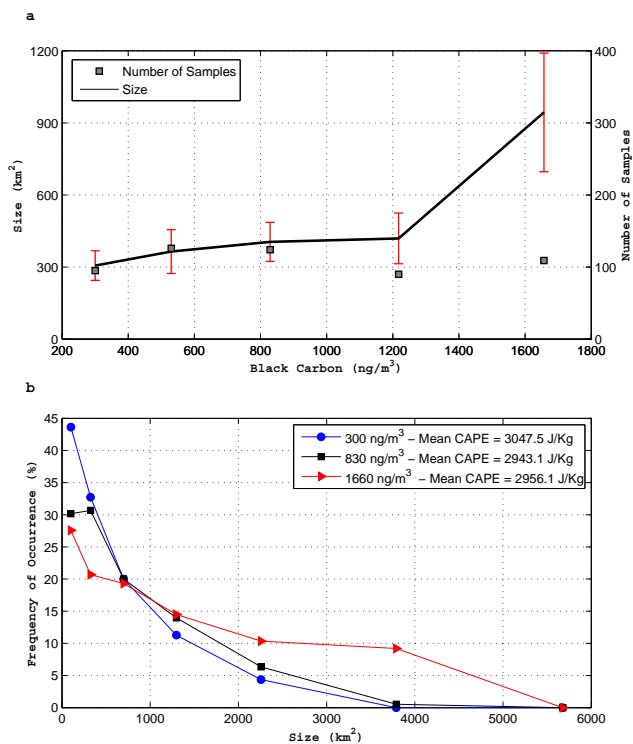 a
1200
900
600
300
0
400
300
200
100
0
Size (km²)
Number of Samples
Number of Samples
Size
200 400 600 800 1000 1200 1400 1600 1800
Black Carbon (ng/m³)
b
45
40
35
30
25
20
15
10
5
0
Frequency of Occurrence (%)
300 ng/m³ – Mean CAPE = 3047.5 J/Kg
830 ng/m³ – Mean CAPE = 2943.1 J/Kg
1660 ng/m³ – Mean CAPE = 2956.1 J/Kg
0 1000 2000 3000 4000 5000 6000
Size (km²)